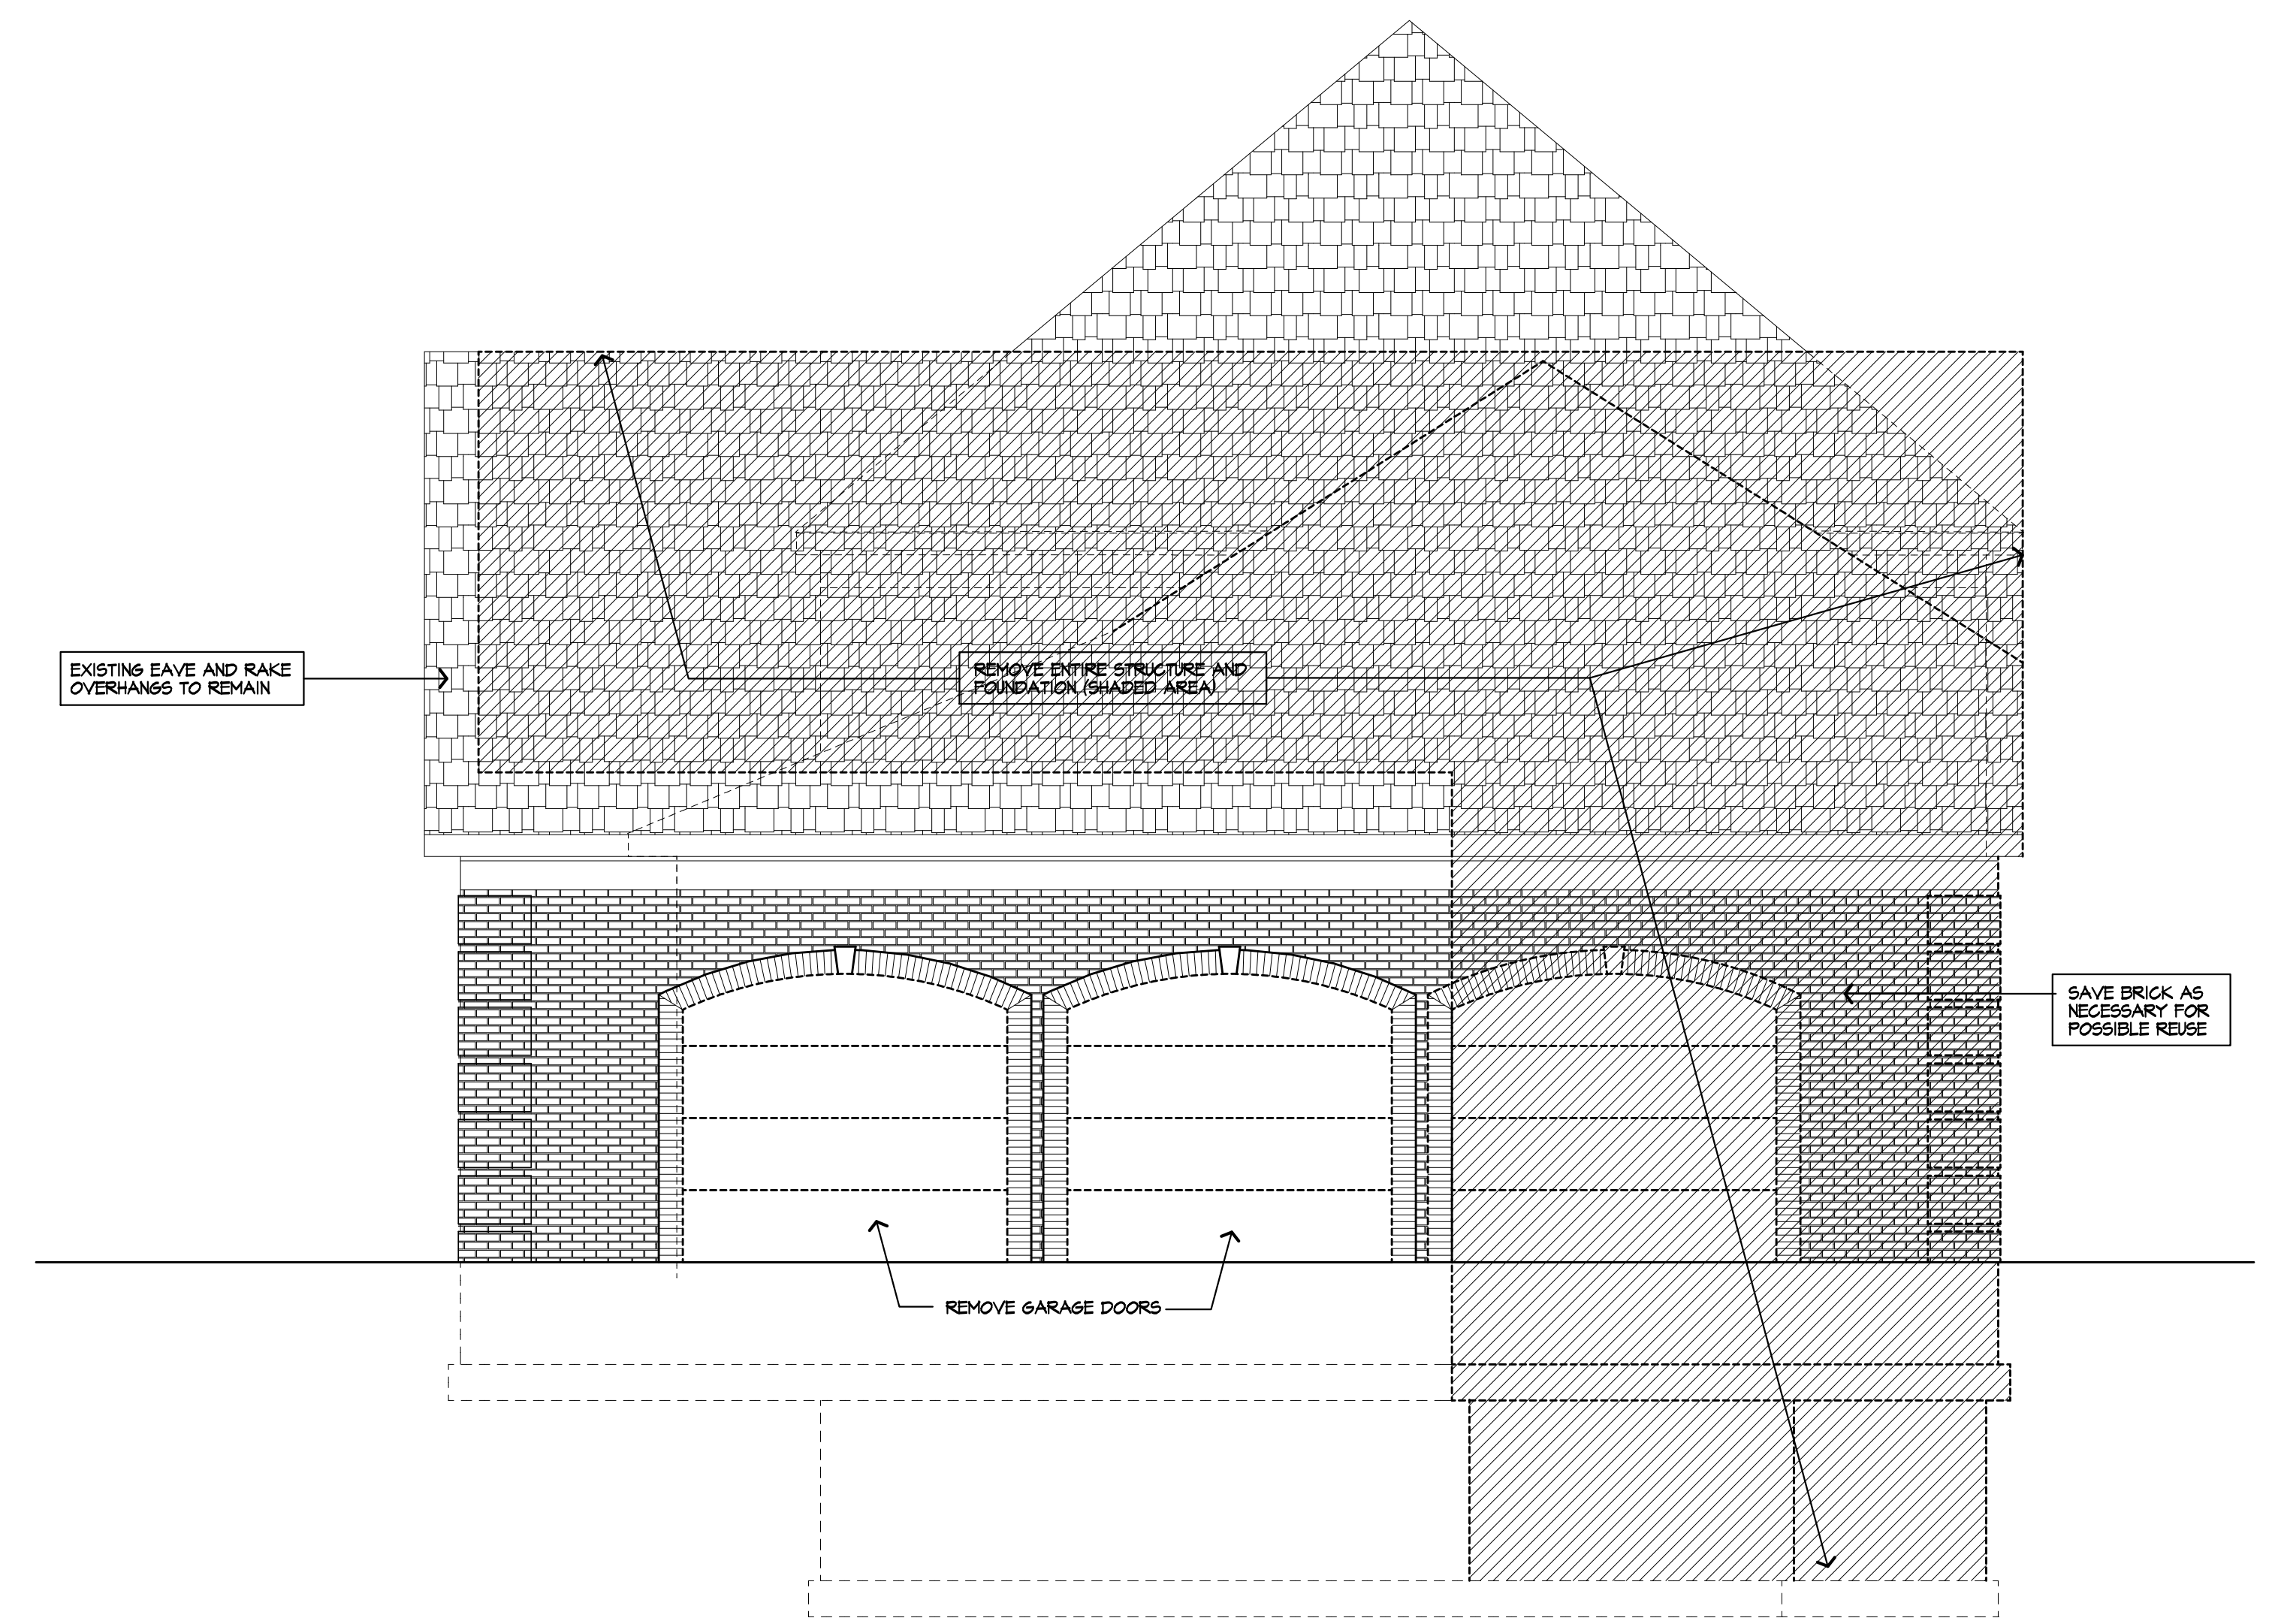 EXISTING EAVE AND RAKE
OVERHANGS TO REMAIN
REMOVE ENTIRE STRUCTURE AND
FOUNDATION (SHADED AREA)
SAVE BRICK AS
NECESSARY FOR
POSSIBLE REUSE
REMOVE GARAGE DOORS